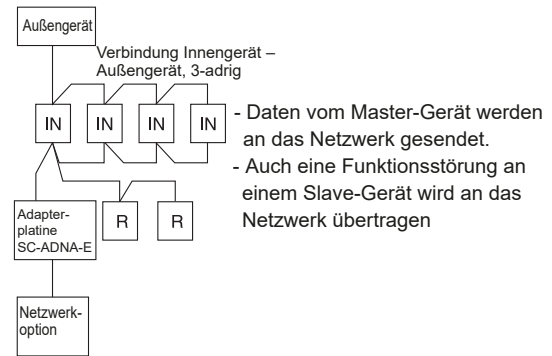 Außengerät
Verbindung Innengerät –
Außengerät, 3-adrig
IN IN IN IN
- Daten vom Master-Gerät werden
an das Netzwerk gesendet.
- Auch eine Funktionsstörung an
einem Slave-Gerät wird an das
Netzwerk übertragen
Adapter-
platine
SC-ADNA-E
R R
Netzwerk-
option